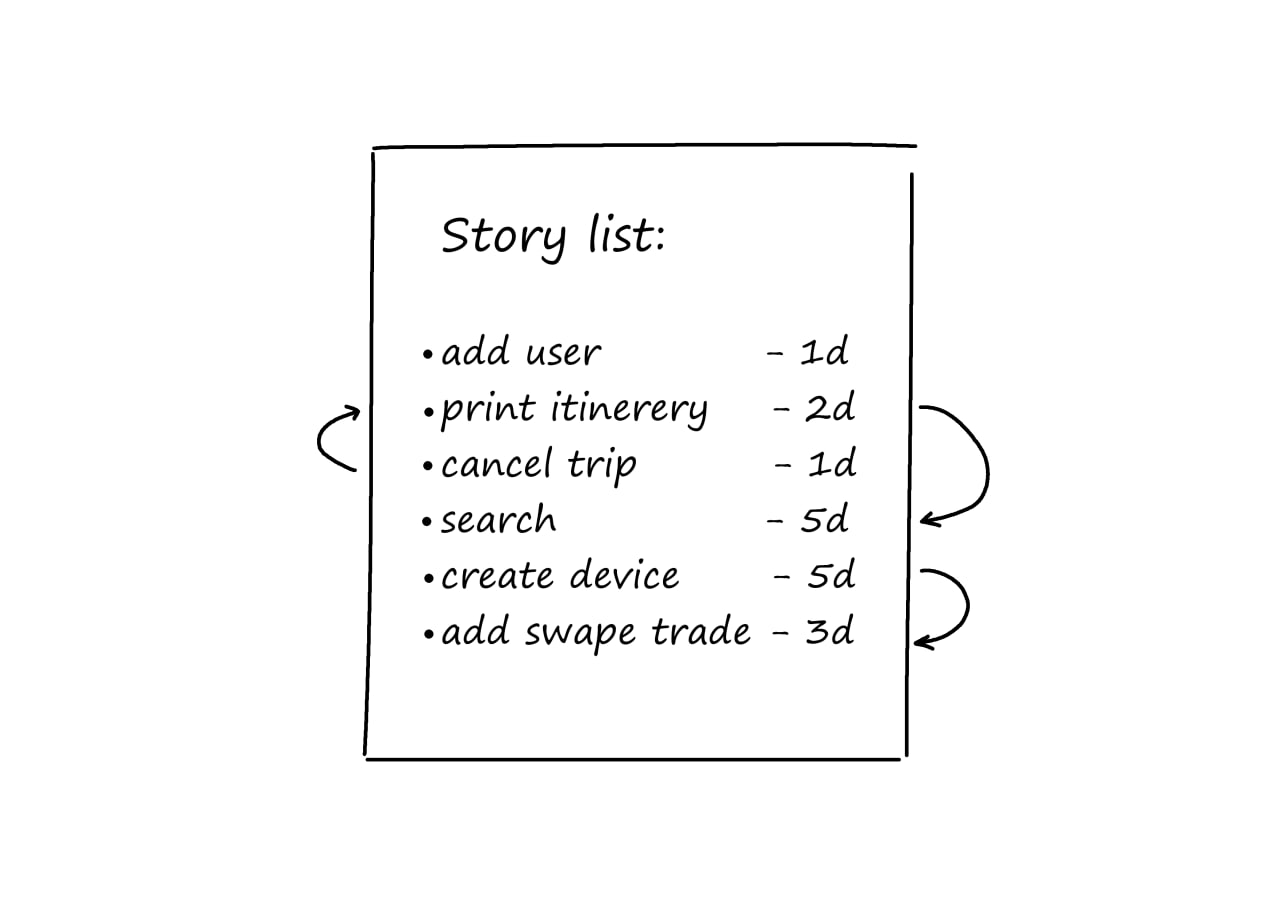 Story list:
• add user - 1d
• print itinerery - 2d
• cancel trip - 1d
• search - 5d
• create device - 5d
• add swape trade - 3d